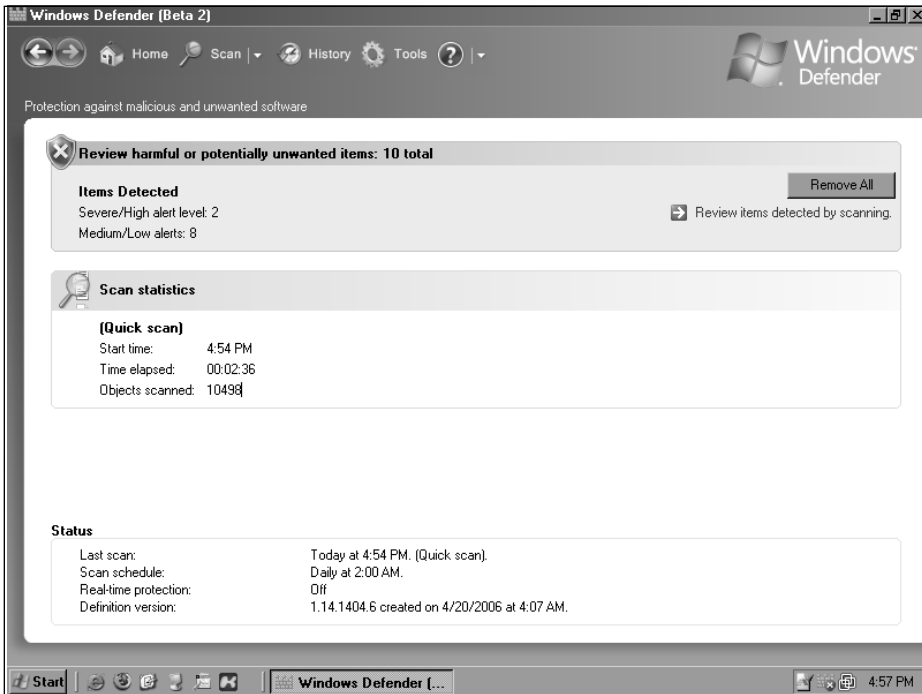 Windows Defender (Beta 2)
Home Scan History Tools ?
Windows
Defender
Protection against malicious and unwanted software
Review harmful or potentially unwanted items: 10 total
Items Detected
Severe/High alert level: 2
Medium/Low alerts: 8
Remove All
Review items detected by scanning.
Scan statistics
(Quick scan)
Start time: 4:54 PM
Time elapsed: 00:02:36
Objects scanned: 10498
Status
Last scan: Today at 4:54 PM. (Quick scan).
Scan schedule: Daily at 2:00 AM.
Real-time protection: Off
Definition version: 1.14.1404.6 created on 4/20/2006 at 4:07 AM.
Start Windows Defender (... 4:57 PM